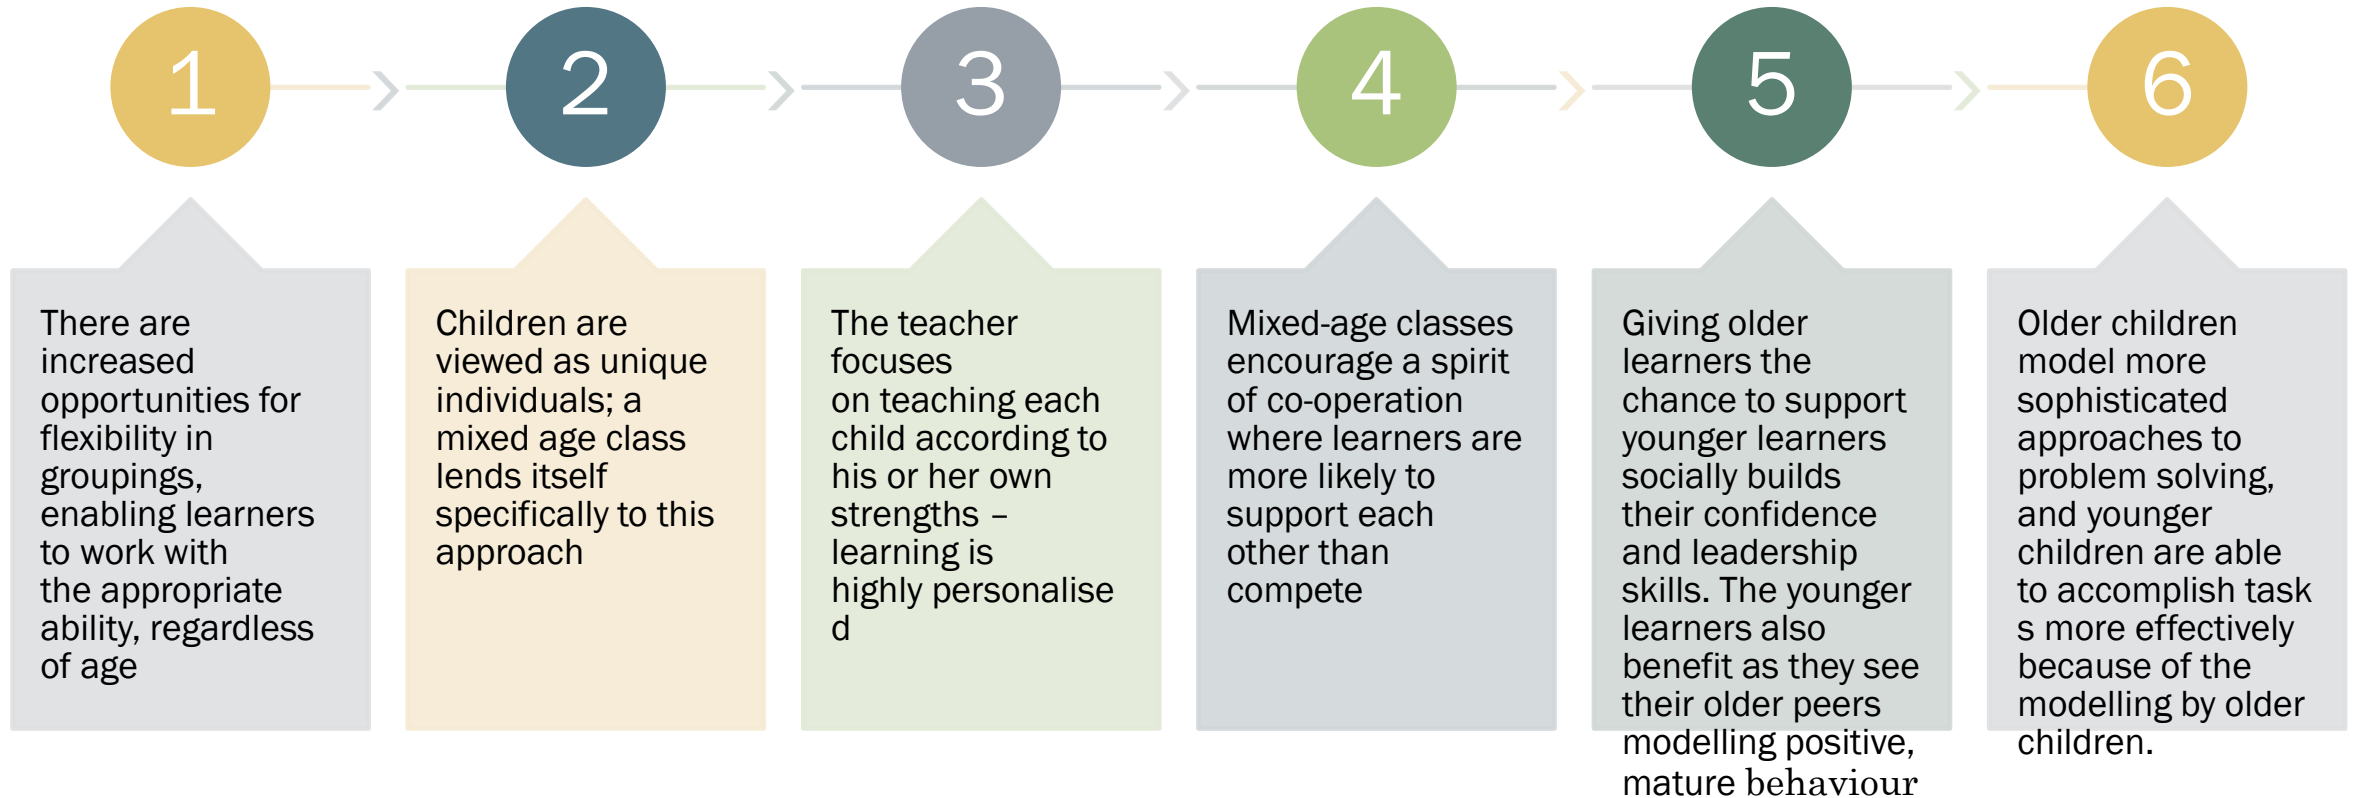 1
2
3
4
5
6
There are
increased
opportunities for
flexibility in
groupings,
enabling learners
to work with
the appropriate
ability, regardless
of age
Children are
viewed as unique
individuals; a
mixed age class
lends itself
specifically to this
approach
The teacher
focuses
on teaching each
child according to
his or her own
strengths –
learning is
highly personalise
d
Mixed-age classes
encourage a spirit
of co-operation
where learners are
more likely to
support each
other than
compete
Giving older
learners the
chance to support
younger learners
socially builds
their confidence
and leadership
skills. The younger
learners also
benefit as they see
their older peers
modelling positive,
mature behaviour
Older children
model more
sophisticated
approaches to
problem solving,
and younger
children are able
to accomplish task
s more effectively
because of the
modelling by older
children.